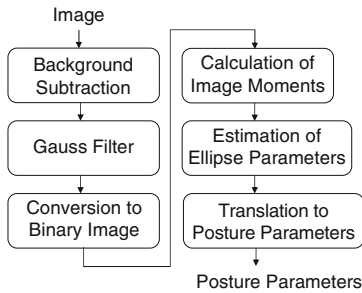 Image
Background
Subtraction
Gauss Filter
Conversion to
Binary Image
Calculation of
Image Moments
Estimation of
Ellipse Parameters
Translation to
Posture Parameters
Posture Parameters